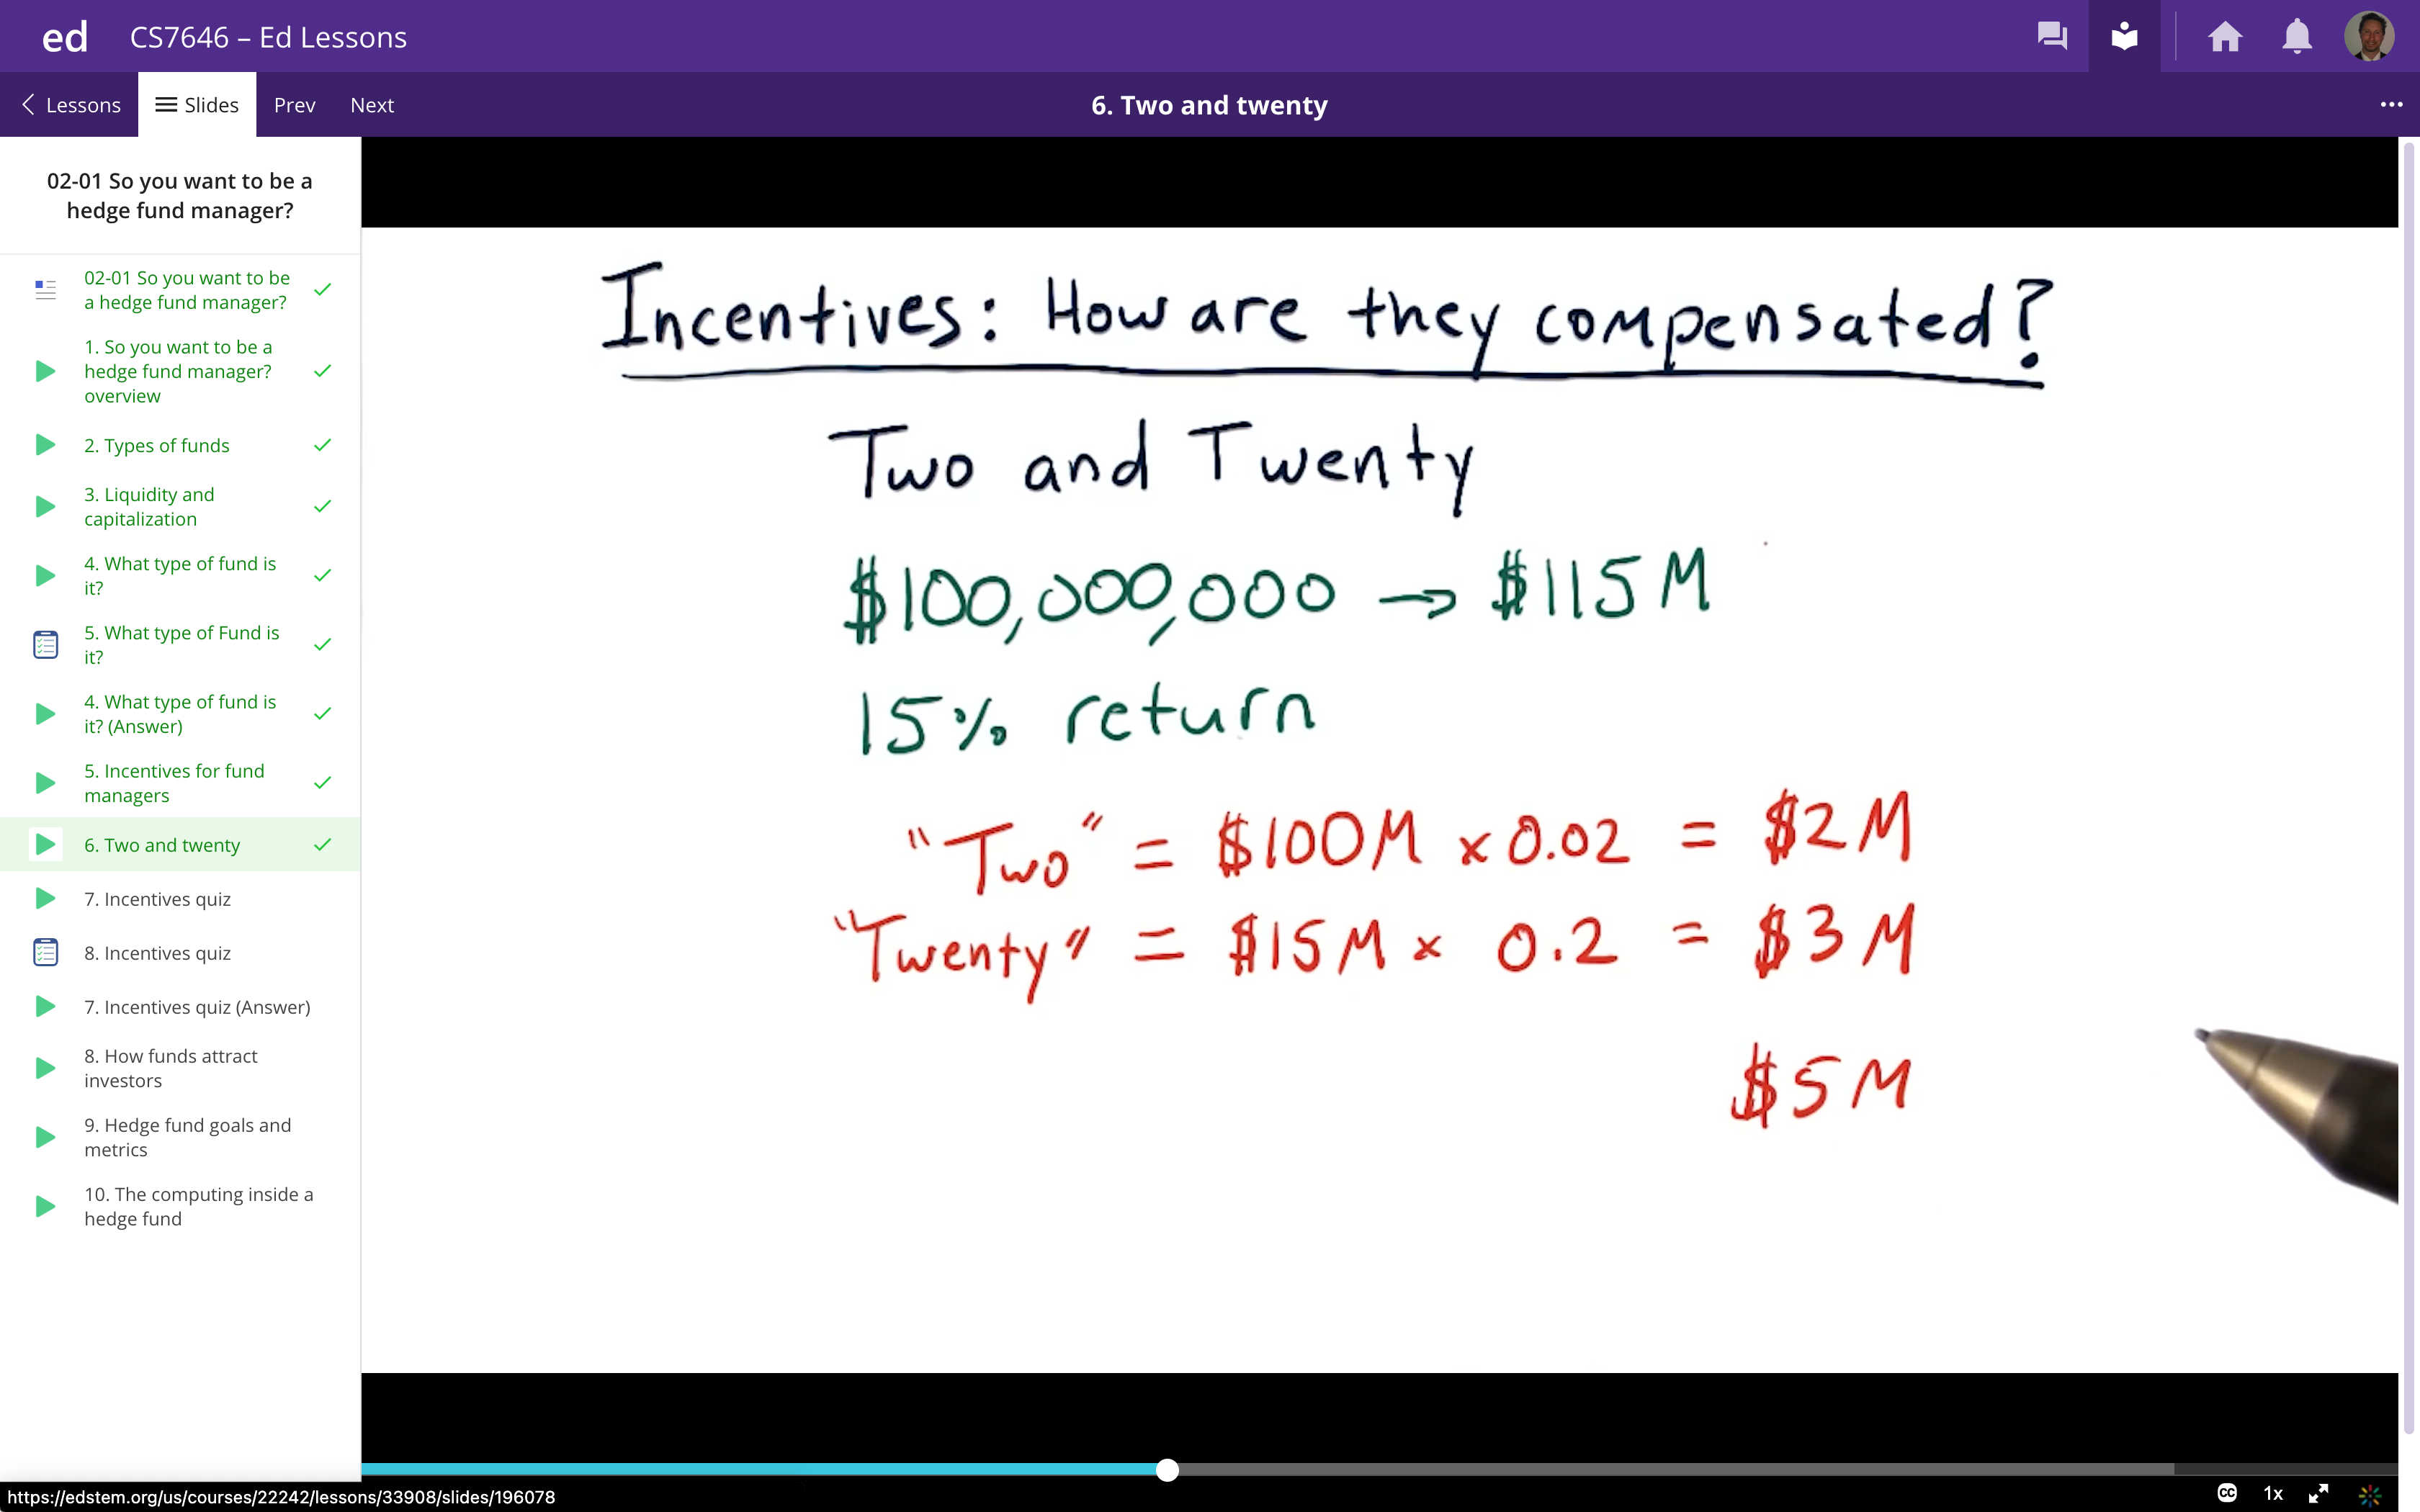 ed CS7646 – Ed Lessons
Lessons Slides Prev Next 6. Two and twenty
02-01 So you want to be a
hedge fund manager?
02-01 So you want to be
a hedge fund manager?
1. So you want to be a
hedge fund manager?
overview
2. Types of funds
3. Liquidity and
capitalization
4. What type of fund is
it?
5. What type of Fund is
it?
4. What type of fund is
it? (Answer)
5. Incentives for fund
managers
6. Two and twenty
7. Incentives quiz
8. Incentives quiz
7. Incentives quiz (Answer)
8. How funds attract
investors
9. Hedge fund goals and
metrics
10. The computing inside a
hedge fund
Incentives: How are they compensated?
Two and Twenty
$100,000,000 → $115M
15% return
"Two" = $100M x 0.02 = $2M
"Twenty" = $15M x 0.2 = $3M
$5M
https://edstem.org/us/courses/22242/lessons/33908/slides/196078
CC 1x